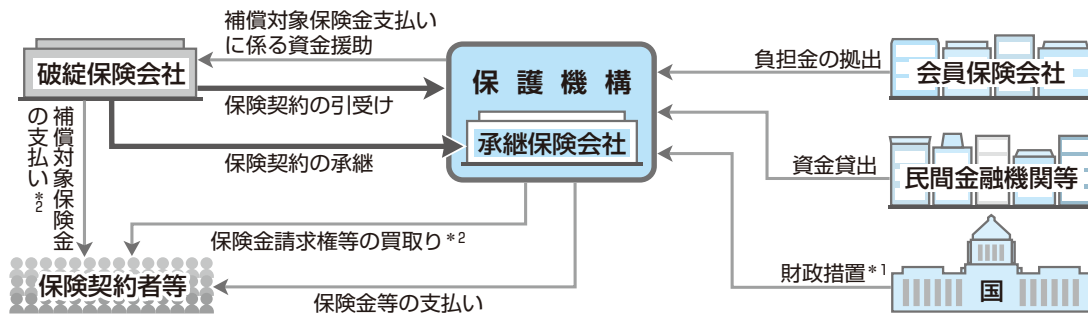 補償対象保険金支払い
に係る資金援助
破綻保険会社
保険契約の引受け
保険契約の承継
補償対象保険金
の支払い*2
保護機構
承継保険会社
負担金の拠出
会員保険会社
資金貸出
民間金融機関等
財政措置*1
国
保険金請求権等の買取り*2
保険契約者等
保険金等の支払い